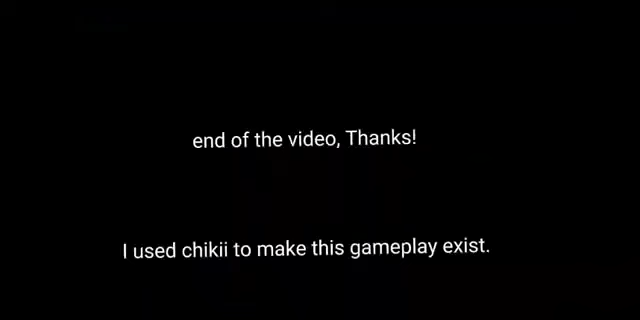 end of the video, Thanks!
I used chikii to make this gameplay exist.